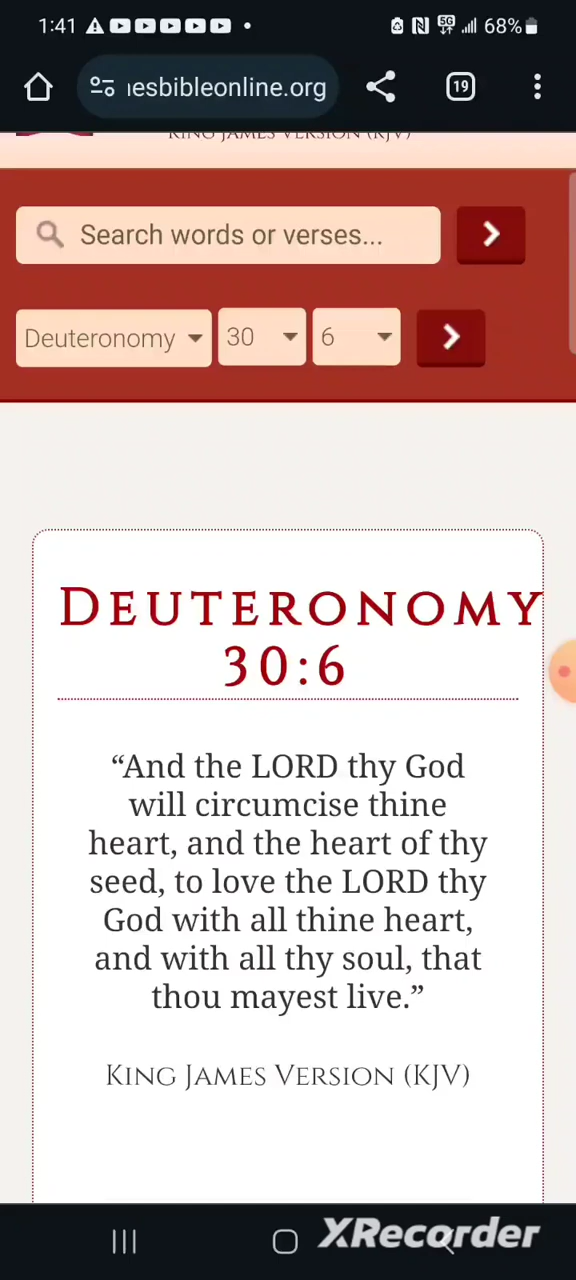 1:41
5G
68%
1esbibleonline.org
19
KING JAMES VERSION (KJV)
Search words or verses...
Deuteronomy 30 6
DEUTERONOMY
30:6
“And the LORD thy God
will circumcise thine
heart, and the heart of thy
seed, to love the LORD thy
God with all thine heart,
and with all thy soul, that
thou mayest live.”
KING JAMES VERSION (KJV)
XRecorder